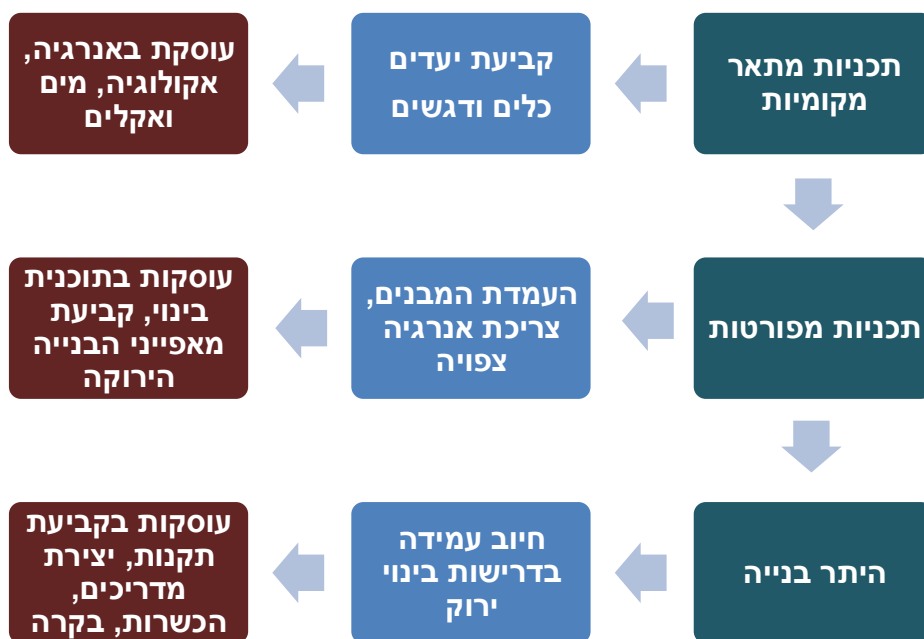 תכניות מתאר
מקומיות
קביעת יעדים
כלים ודגשים
עוסקת באנרגיה,
אקולוגיה, מים
ואקלים
תכניות מפורטות
העמדת המבנים,
צריכת אנרגיה
צפויה
עוסקות בתוכנית
בינוי, קביעת
מאפייני הבנייה
הירוקה
היתר בנייה
חיוב עמידה
בדרישות בינוי
ירוק
עוסקות בקביעת
תקנות, יצירת
מדריכים,
הכשרות, בקרה